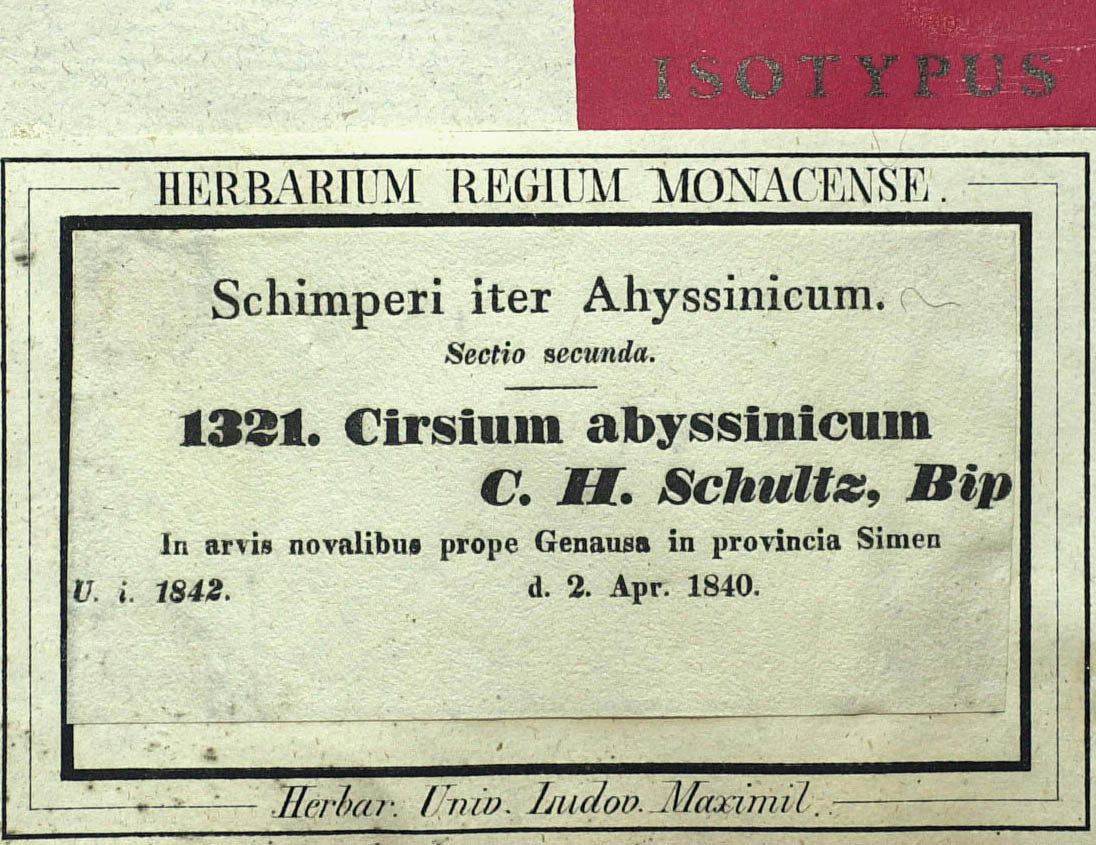 ISOTYPUS
HERBARIUM REGIUM MONACENSE.
Schimperi iter Ahyssinicum.
Sectio secunda.
1321. Cirsium abyssinicum
C. H. Schultz, Bip
In arvis novalibus prope Genausa in provincia Simen
U. i. 1842. d. 2. Apr. 1840.
Herbar. Univ. Ludov. Maximil.